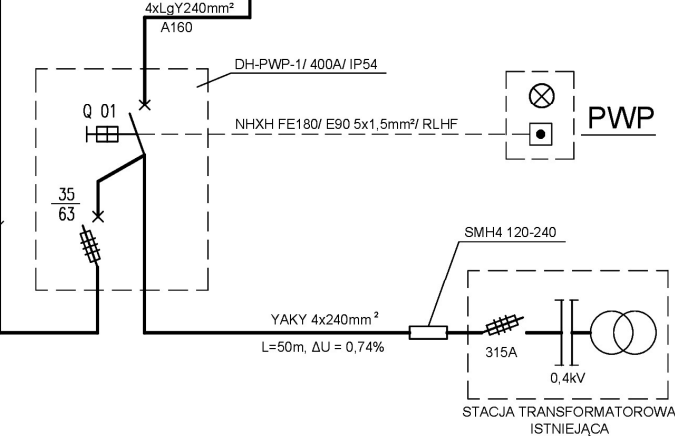 4xLgY240mm²
A160
DH-PWP-1/ 400A/ IP54
Q 01
NHXH FE180/ E90 5x1,5mm²/ RLHF
PWP
35
63
SMH4 120-240
YAKY 4x240mm²
L=50m, ΔU = 0,74%
315A
0,4kV
STACJA TRANSFORMATOROWA
ISTNIEJĄCA